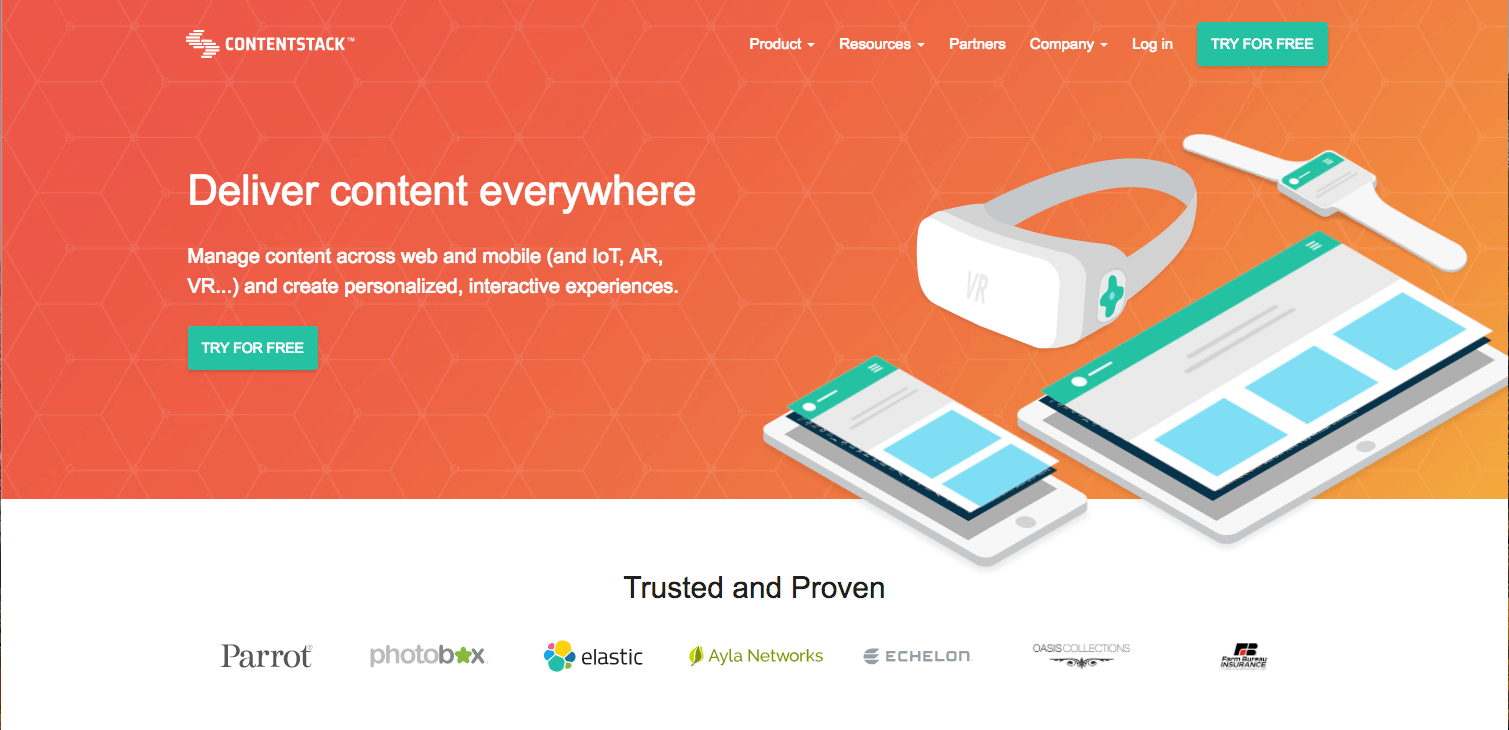 CONTENTSTACK™
Product
Resources
Partners
Company
Log in
TRY FOR FREE
Deliver content everywhere
Manage content across web and mobile (and IoT, AR,
VR...) and create personalized, interactive experiences.
TRY FOR FREE
VR
Trusted and Proven
Parrot
photobox
elastic
Ayla Networks
ECHELON
OASIS COLLECTIONS
Farm Bureau
INSURANCE